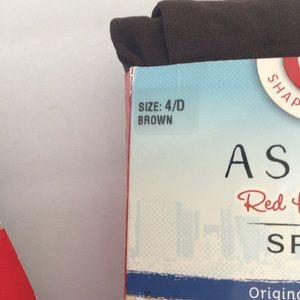 SIZE: 4/D
BROWN
SHAP
AS
Red
SP
Origin